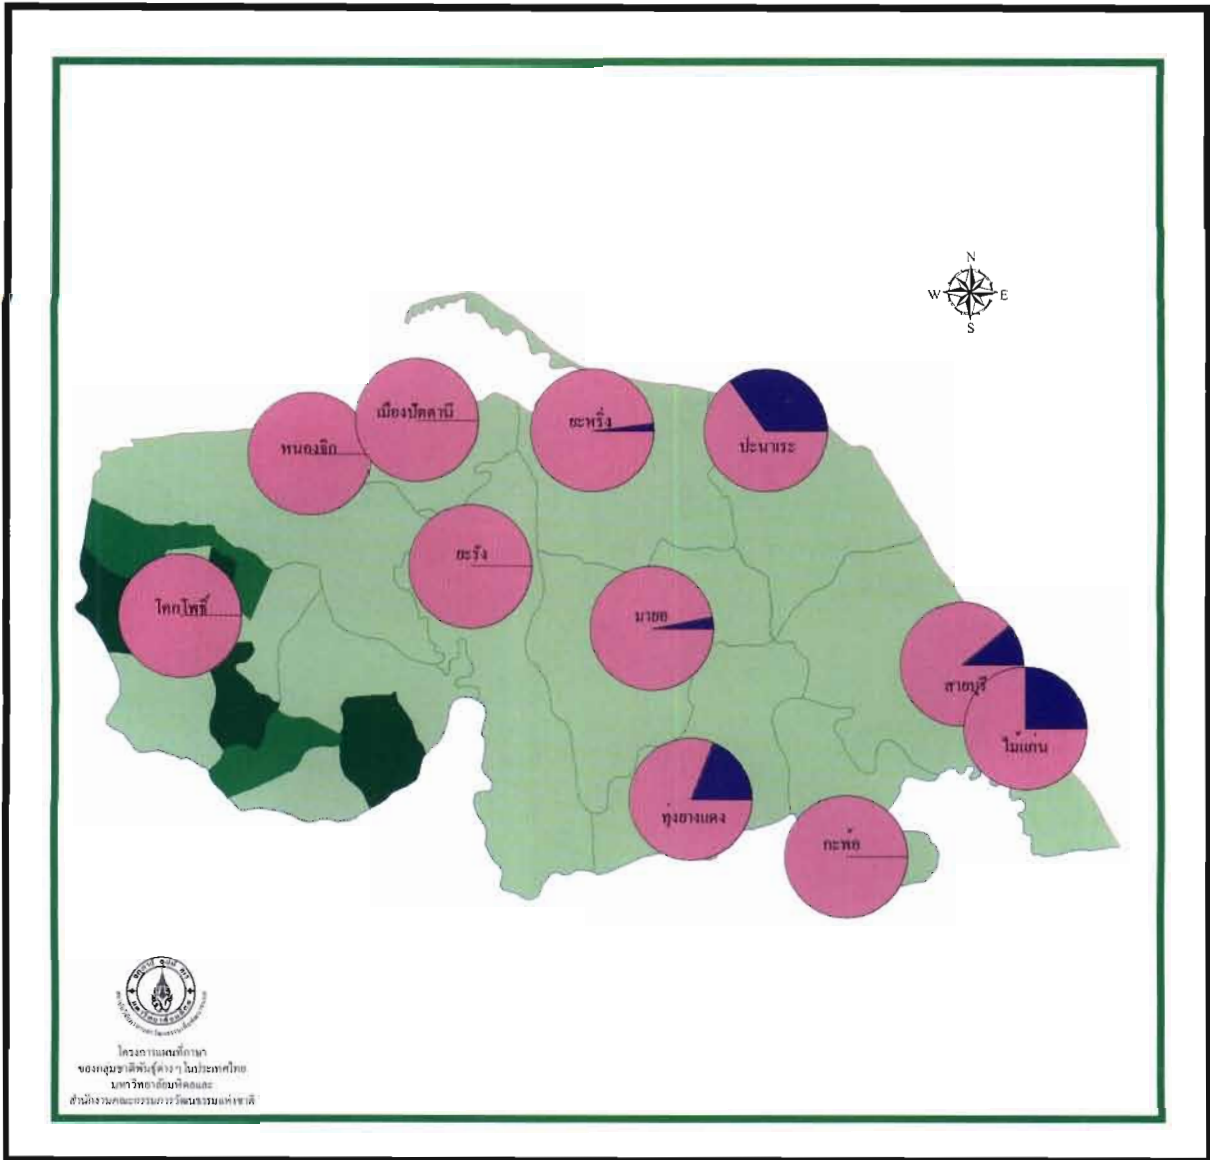 N
W E
S
เมืองปัตตานี
หนองจิก
ยะหริ่ง
ปะนาเระ
ยะรัง
โคกโพธิ์
มายอ
สายบุรี
ไม้แก่น
ทุ่งยางแดง
กะพ้อ
โครงการแผนที่ภาษา
ของกลุ่มชาติพันธุ์ต่าง ๆ ในประเทศไทย
มหาวิทยาลัยมหิดลและ
สำนักงานคณะกรรมการวัฒนธรรมแห่งชาติ